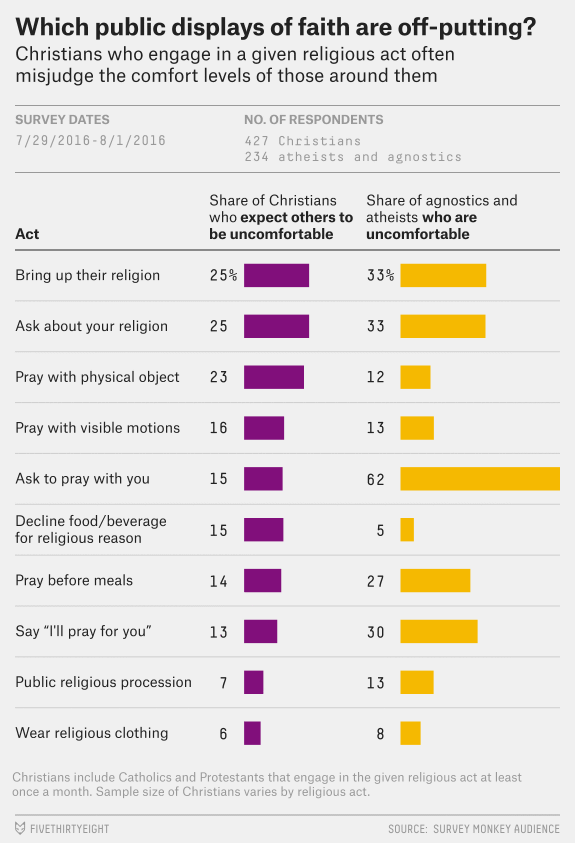 Which public displays of faith are off-putting?
Christians who engage in a given religious act often
misjudge the comfort levels of those around them
SURVEY DATES
7/29/2016-8/1/2016
NO. OF RESPONDENTS
427 Christians
234 atheists and agnostics
Act
Share of Christians
who expect others to
be uncomfortable
Share of agnostics and
atheists who are
uncomfortable
Bring up their religion 25% 33%
Ask about your religion 25 33
Pray with physical object 23 12
Pray with visible motions 16 13
Ask to pray with you 15 62
Decline food/beverage
for religious reason 15 5
Pray before meals 14 27
Say “I'll pray for you” 13 30
Public religious procession 7 13
Wear religious clothing 6 8
Christians include Catholics and Protestants that engage in the given religious act at least
once a month. Sample size of Christians varies by religious act.
FIVETHIRTYEIGHT
SOURCE: SURVEY MONKEY AUDIENCE